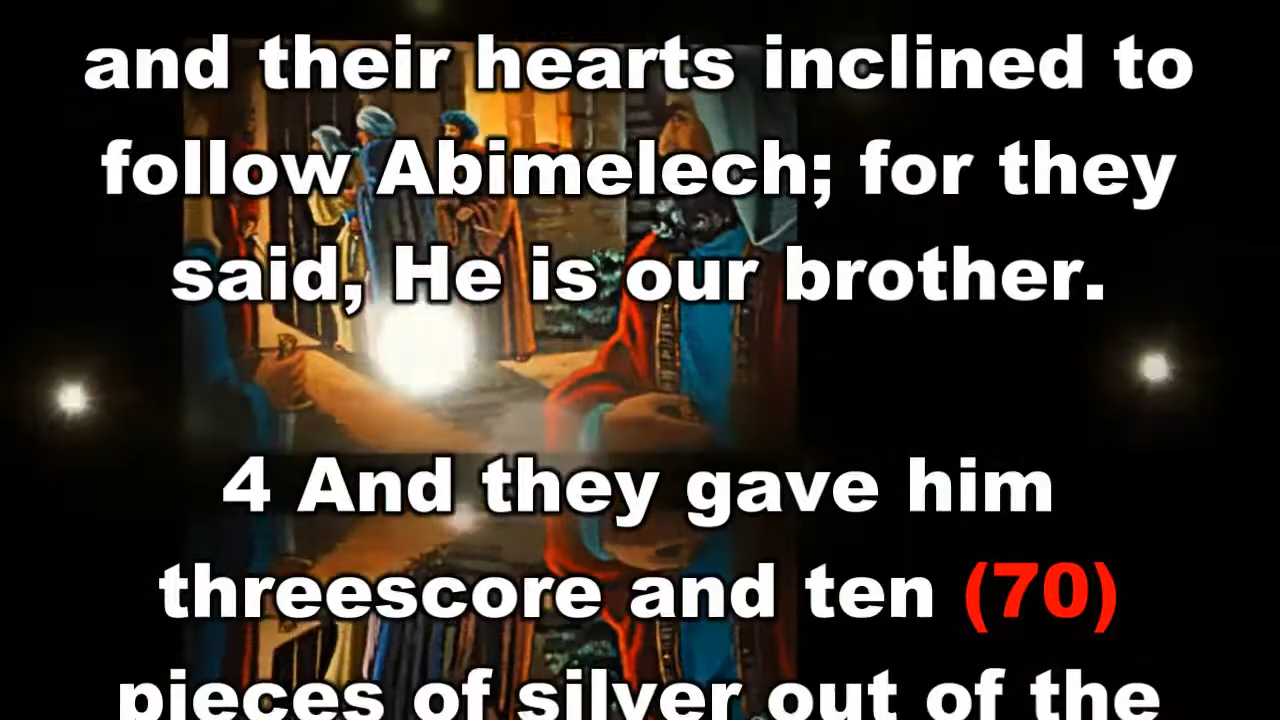 and their hearts inclined to
follow Abimelech; for they
said, He is our brother.
4 And they gave him
threescore and ten (70)
pieces of silver out of the